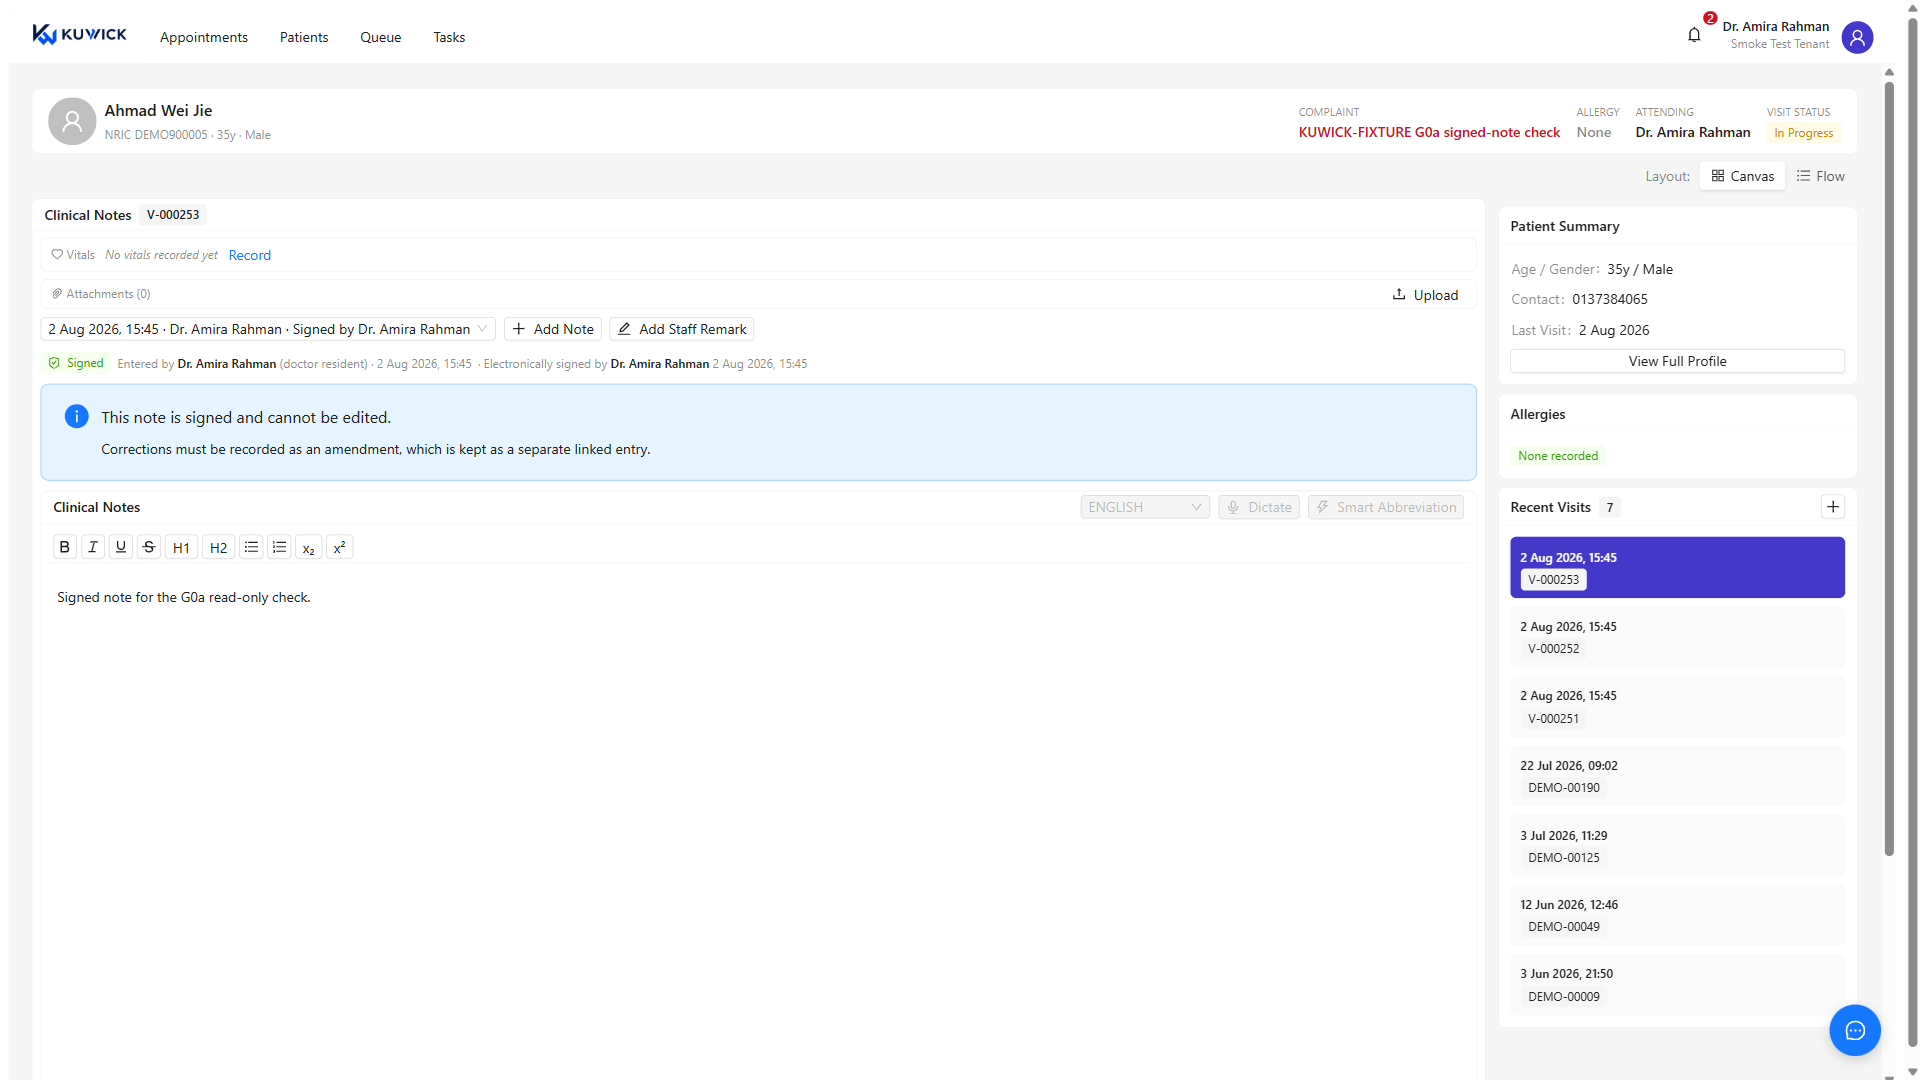 KUWICK
Appointments
Patients
Queue
Tasks
2
Dr. Amira Rahman
Smoke Test Tenant
Ahmad Wei Jie
NRIC DEMO900005 · 35y · Male
COMPLAINT
KUWICK-FIXTURE G0a signed-note check
ALLERGY
None
ATTENDING
Dr. Amira Rahman
VISIT STATUS
In Progress
Layout:
Canvas
Flow
Clinical Notes V-000253
Vitals No vitals recorded yet Record
Attachments (0)
Upload
2 Aug 2026, 15:45 · Dr. Amira Rahman · Signed by Dr. Amira Rahman
Add Note
Add Staff Remark
Signed Entered by Dr. Amira Rahman (doctor resident) · 2 Aug 2026, 15:45 · Electronically signed by Dr. Amira Rahman 2 Aug 2026, 15:45
This note is signed and cannot be edited.
Corrections must be recorded as an amendment, which is kept as a separate linked entry.
Clinical Notes
ENGLISH
Dictate
Smart Abbreviation
B I U S H1 H2 x₂ x²
Signed note for the G0a read-only check.
Patient Summary
Age / Gender: 35y / Male
Contact: 0137384065
Last Visit: 2 Aug 2026
View Full Profile
Allergies
None recorded
Recent Visits 7
2 Aug 2026, 15:45
V-000253
2 Aug 2026, 15:45
V-000252
2 Aug 2026, 15:45
V-000251
22 Jul 2026, 09:02
DEMO-00190
3 Jul 2026, 11:29
DEMO-00125
12 Jun 2026, 12:46
DEMO-00049
3 Jun 2026, 21:50
DEMO-00009